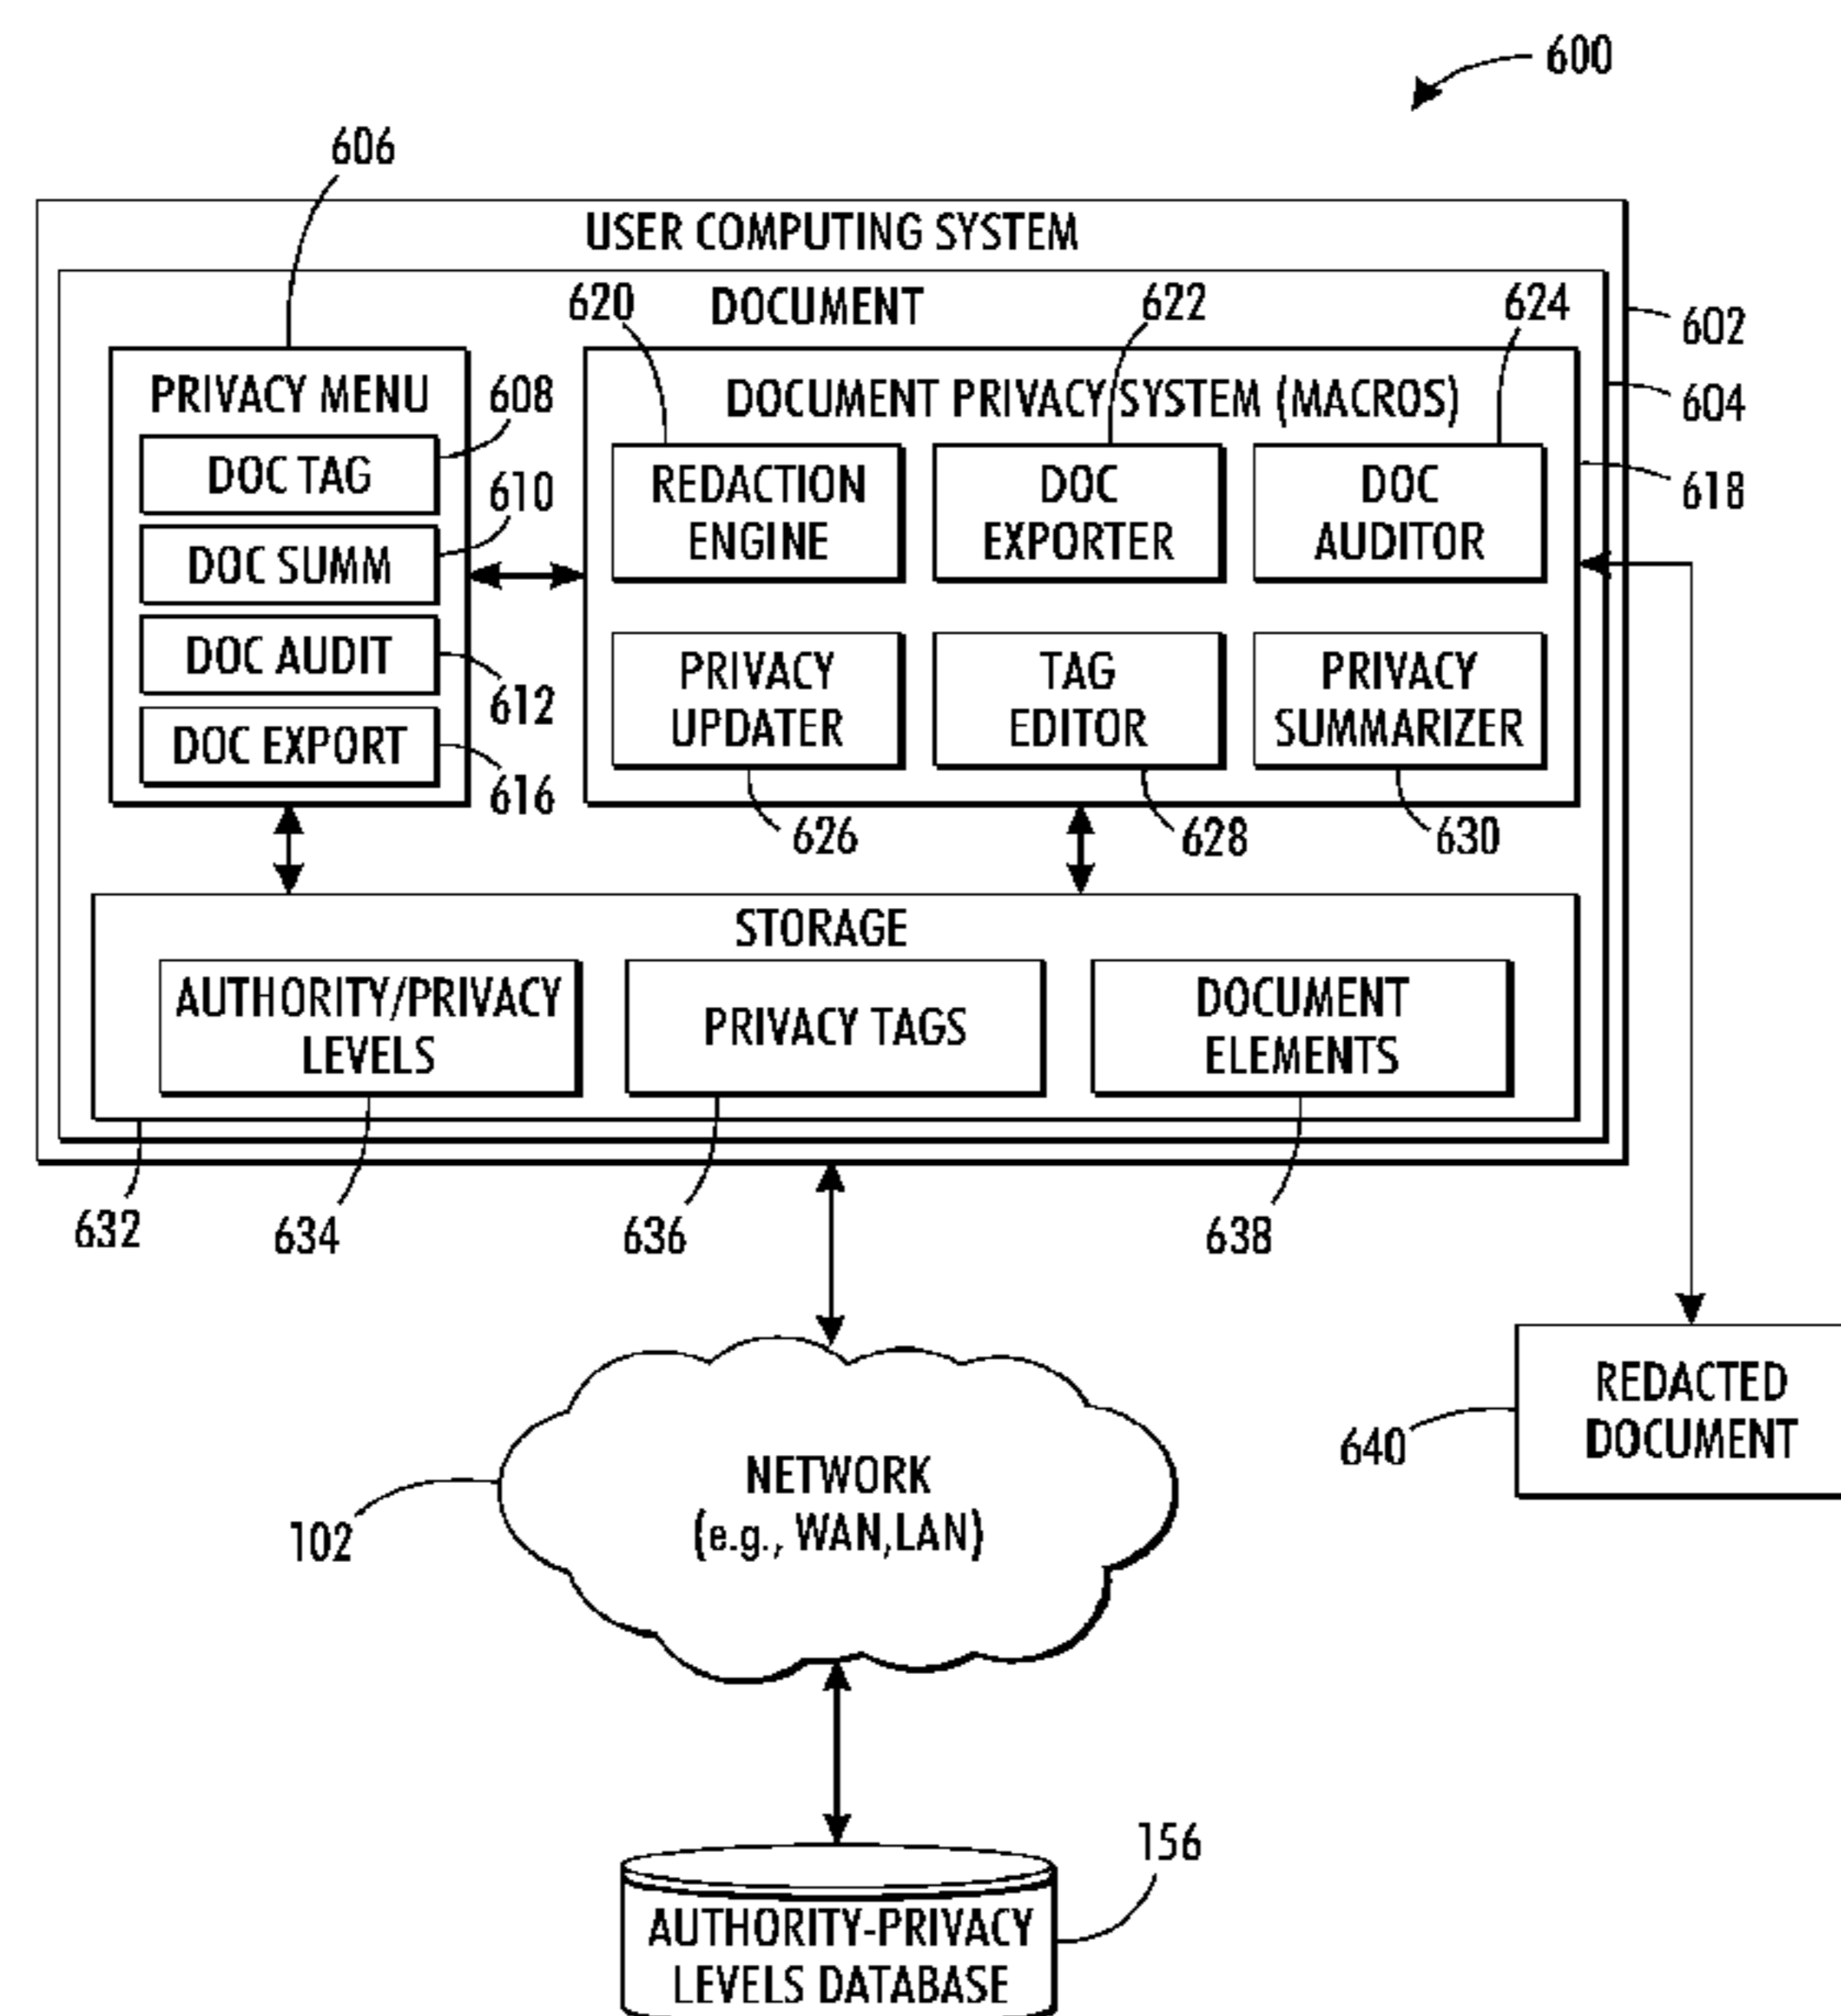 600
606
USER COMPUTING SYSTEM
DOCUMENT
620
622
624
602
604
618
PRIVACY MENU
608
DOC TAG
610
DOC SUMM
DOC AUDIT
612
DOC EXPORT
616
DOCUMENT PRIVACY SYSTEM (MACROS)
REDACTION
ENGINE
DOC
EXPORTER
DOC
AUDITOR
PRIVACY
UPDATER
TAG
EDITOR
PRIVACY
SUMMARIZER
626
628
630
STORAGE
AUTHORITY/PRIVACY
LEVELS
PRIVACY TAGS
DOCUMENT
ELEMENTS
632
634
636
638
REDACTED
DOCUMENT
640
NETWORK
(e.g., WAN,LAN)
102
156
AUTHORITY-PRIVACY
LEVELS DATABASE